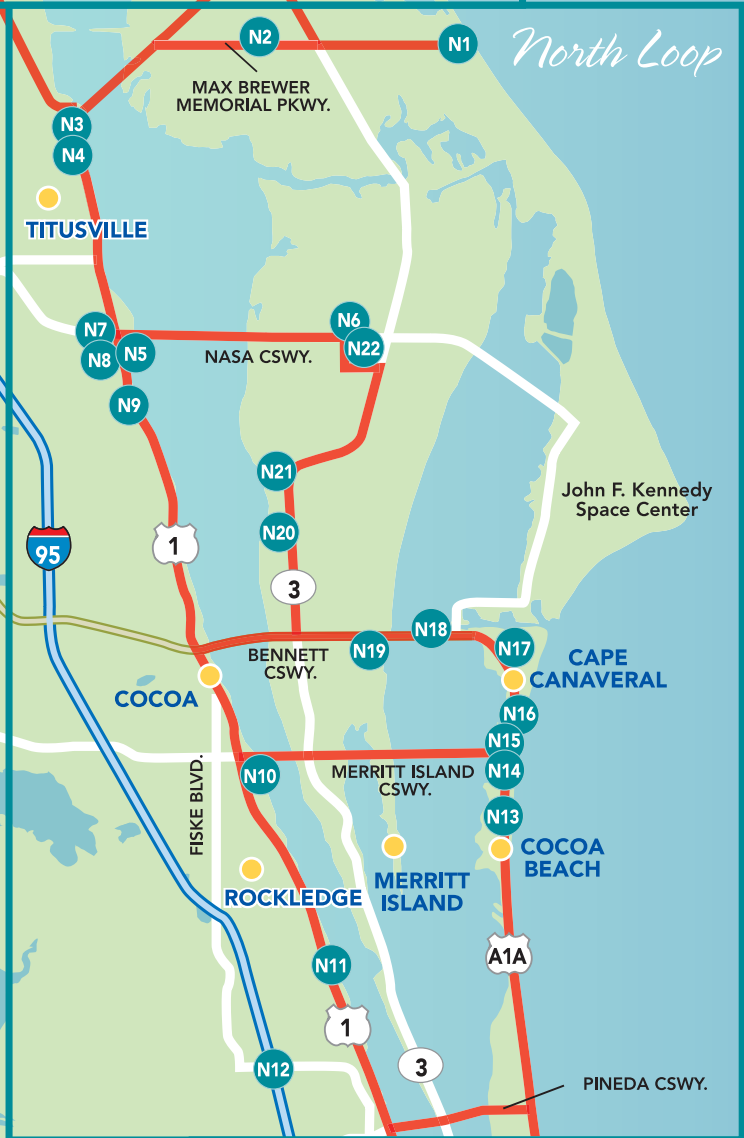 North Loop
N2
N1
MAX BREWER
MEMORIAL PKWY.
N3
N4
TITUSVILLE
N6
N7
N22
N8
N5
NASA CSWY.
N9
N21
John F. Kennedy
Space Center
N20
1
95
3
N18
N17
N19
BENNETT
CSWY.
CAPE
CANAVERAL
COCOA
N16
N15
N14
N10
MERRITT ISLAND
CSWY.
FISKE BLVD.
N13
COCOA
BEACH
MERRITT
ISLAND
ROCKLEDGE
A1A
N11
1
3
N12
PINEDA CSWY.